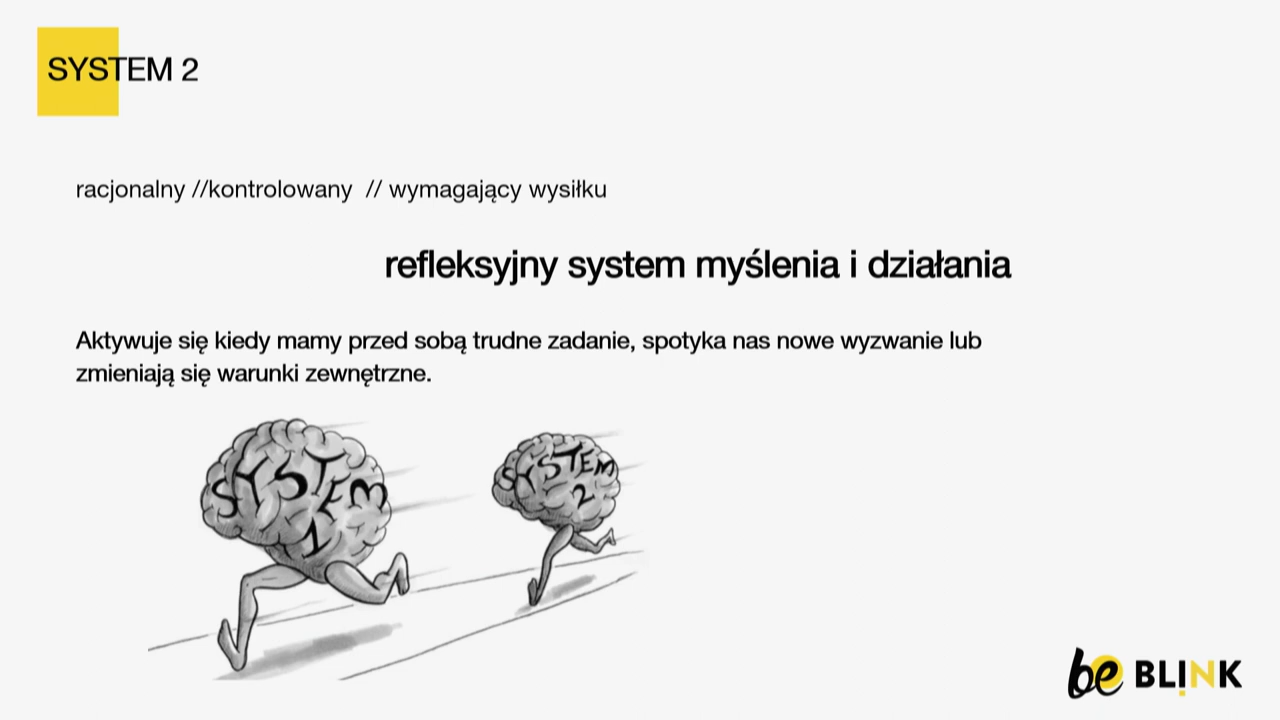 SYSTEM 2
racjonalny //kontrolowany // wymagający wysiłku
refleksyjny system myślenia i działania
Aktywuje się kiedy mamy przed sobą trudne zadanie, spotyka nas nowe wyzwanie lub
zmieniają się warunki zewnętrzne.
SYSTEM
1
SYSTEM
2
be BLINK